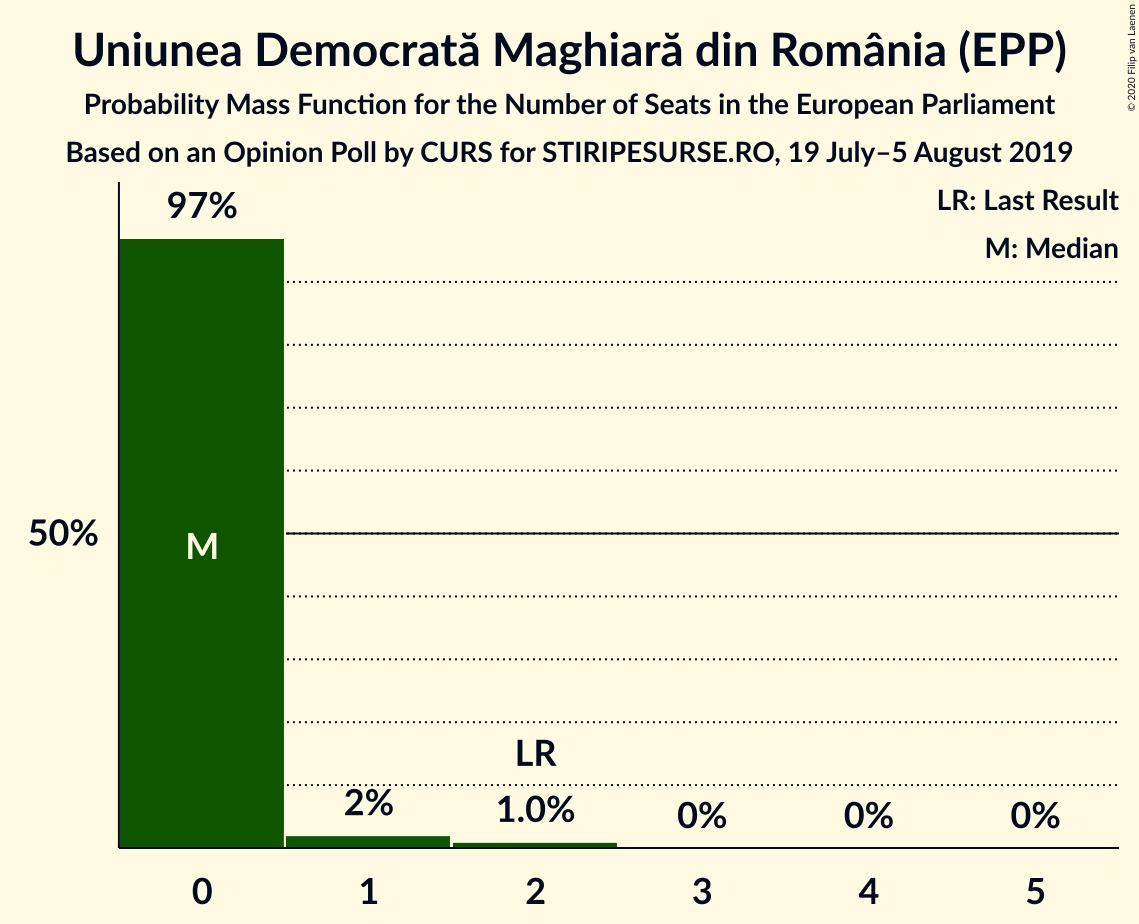 Uniunea Democrată Maghiară din România (EPP)
Probability Mass Function for the Number of Seats in the European Parliament
Based on an Opinion Poll by CURS for STIRIPESURSE.RO, 19 July–5 August 2019
© 2020 Filip van Laenen
LR: Last Result
M: Median
97%
50%
M
LR
2%
1.0%
0%
0%
0%
0
1
2
3
4
5